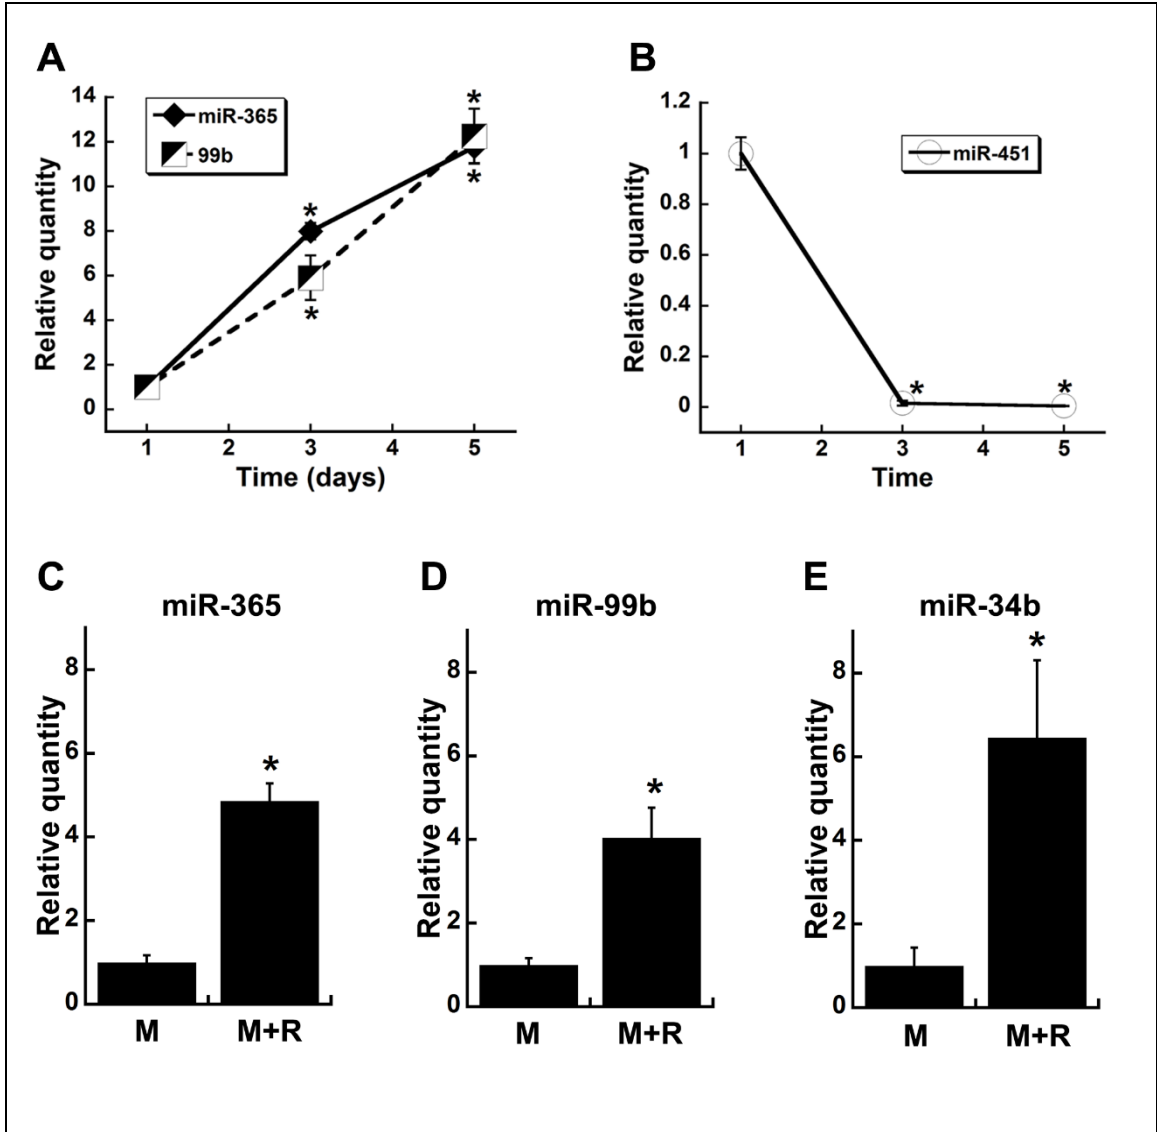 A
14
12
10
8
6
4
2
0
Relative quantity
miR-365
99b
*
*
*
*
1 2 3 4 5
Time (days)
B
1.2
1
0.8
0.6
0.4
0.2
0
Relative quantity
miR-451
*
*
1 2 3 4 5
Time
C
miR-365
8
6
4
2
0
Relative quantity
*
M M+R
D
miR-99b
8
6
4
2
0
Relative quantity
*
M M+R
E
miR-34b
8
6
4
2
0
Relative quantity
*
M M+R